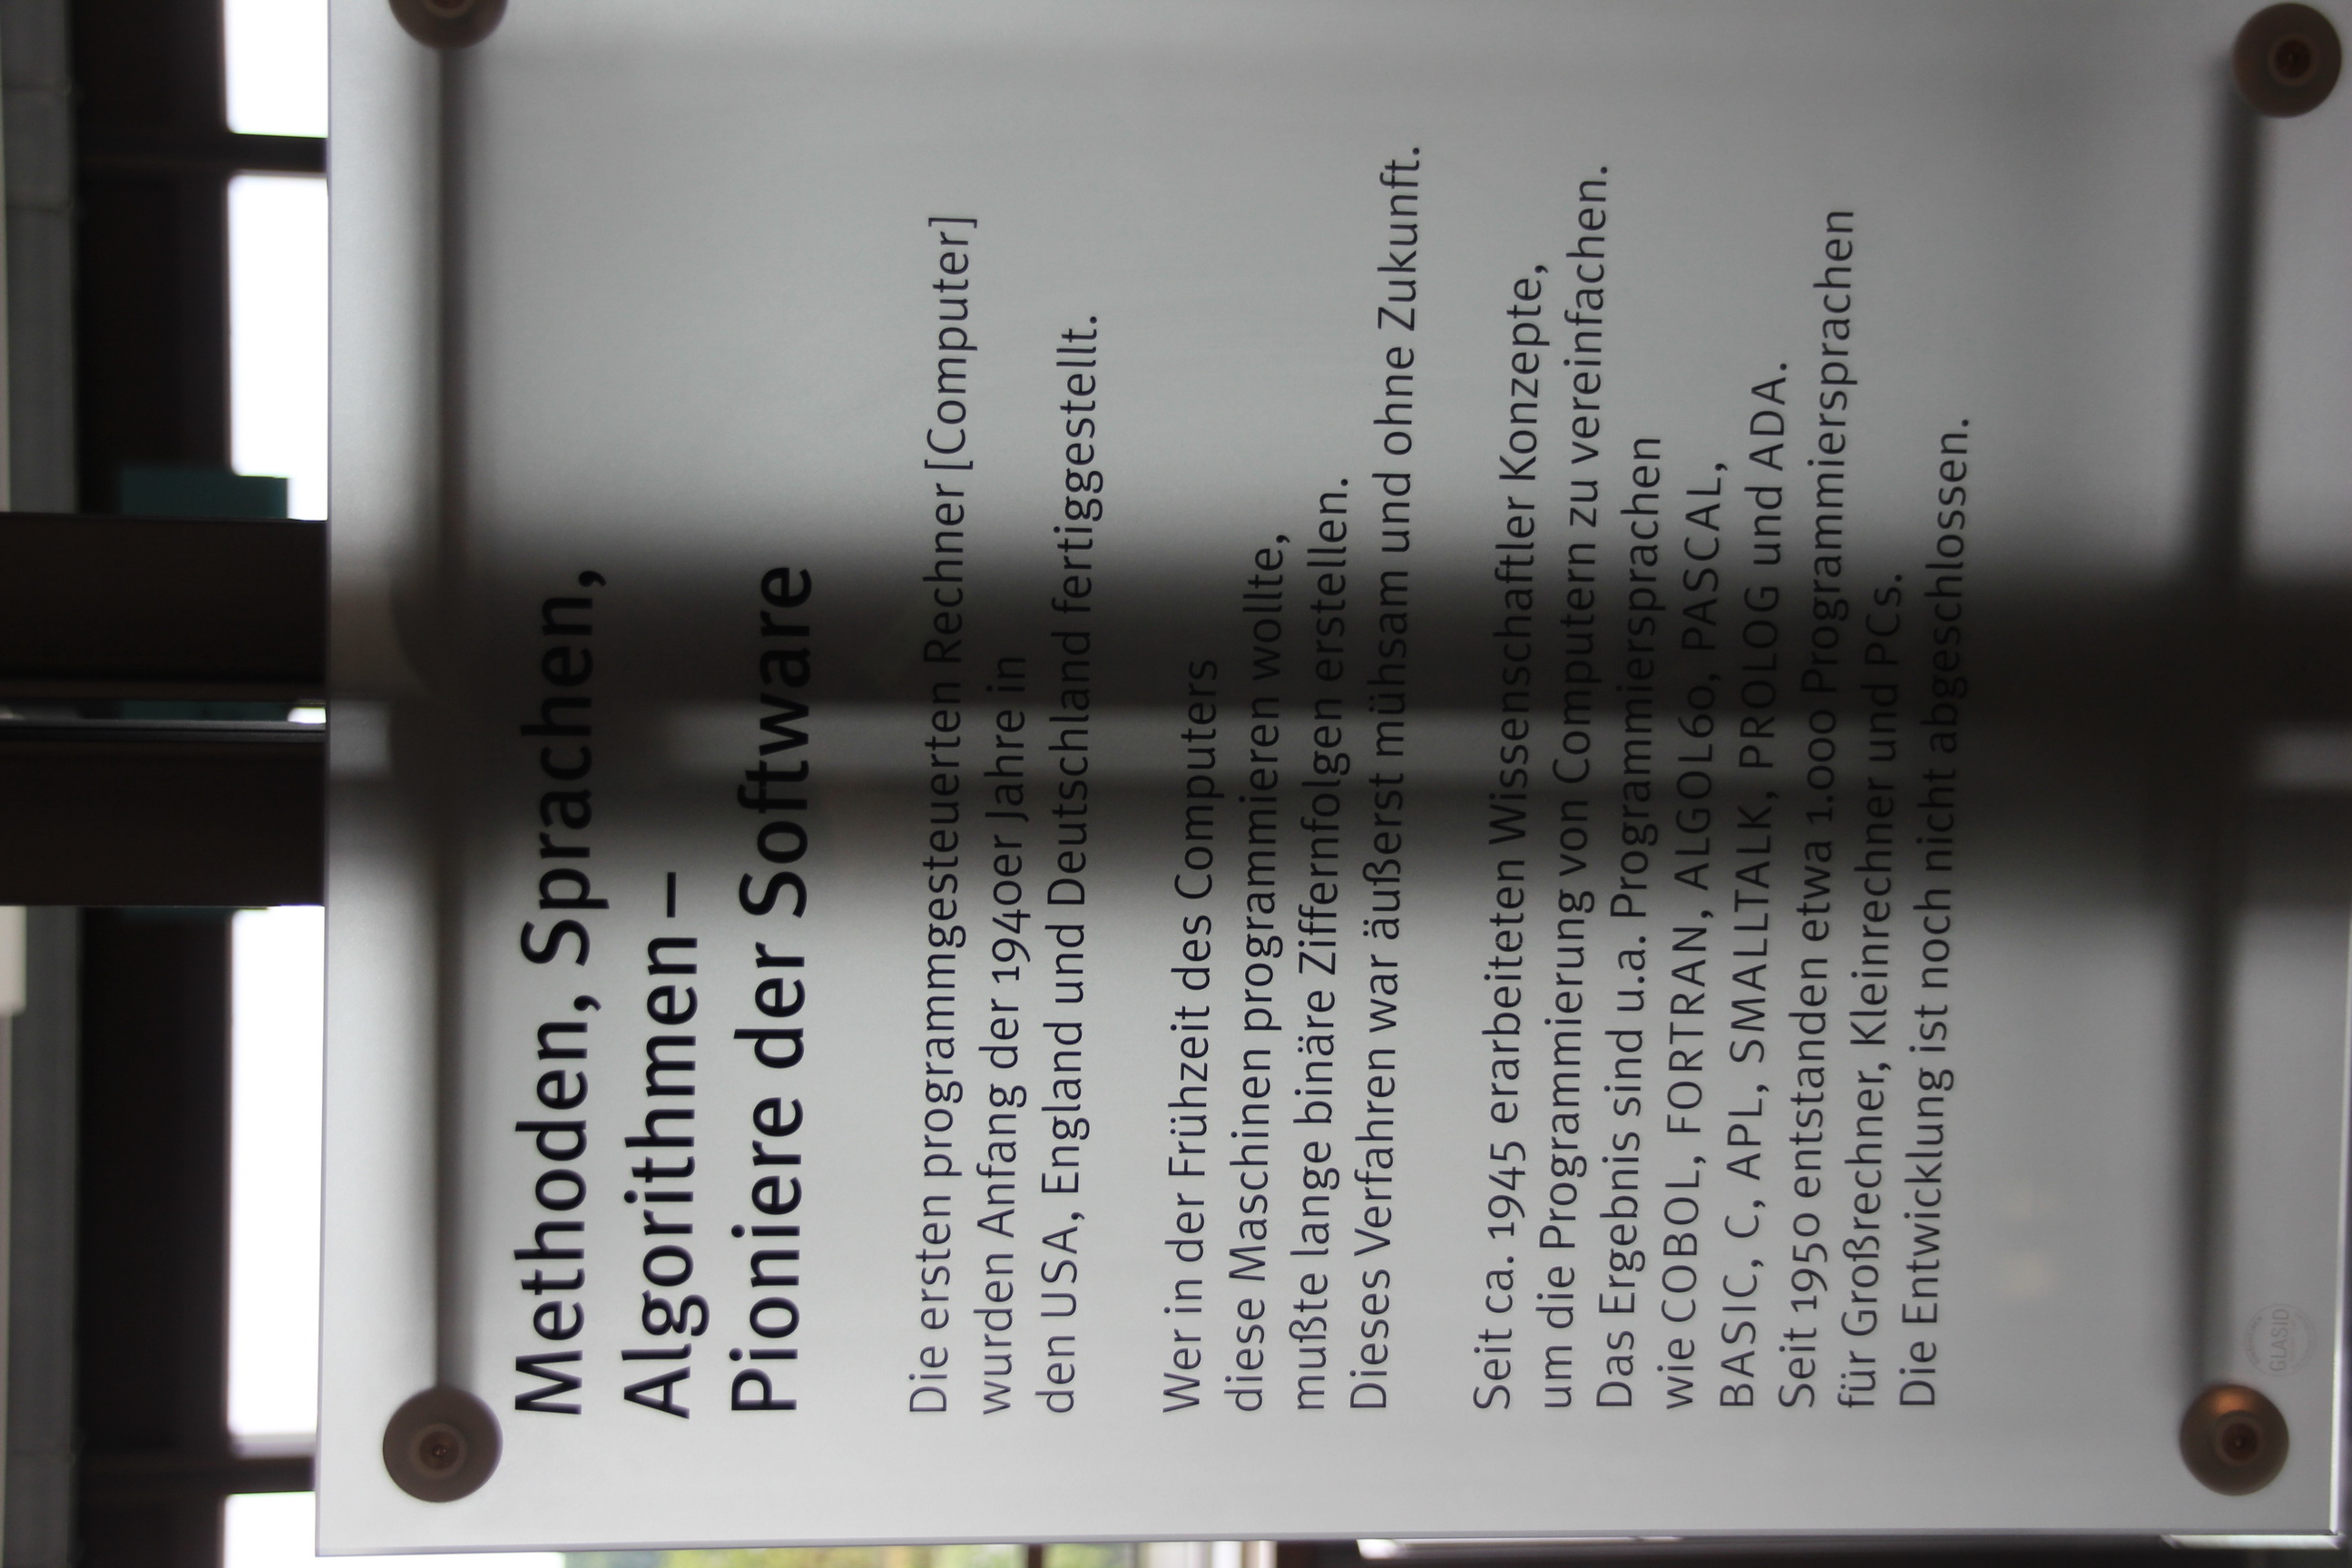 Methoden, Sprachen,
Algorithmen –
Pioniere der Software
Die ersten programmgesteuerten Rechner [Computer]
wurden Anfang der 1940er Jahre in
den USA, England und Deutschland fertiggestellt.
Wer in der Frühzeit des Computers
diese Maschinen programmieren wollte,
mußte lange binäre Ziffernfolgen erstellen.
Dieses Verfahren war äußerst mühsam und ohne Zukunft.
Seit ca. 1945 erarbeiteten Wissenschaftler Konzepte,
um die Programmierung von Computern zu vereinfachen.
Das Ergebnis sind u.a. Programmiersprachen
wie COBOL, FORTRAN, ALGOL60, PASCAL,
BASIC, C, APL, SMALLTALK, PROLOG und ADA.
Seit 1950 entstanden etwa 1.000 Programmiersprachen
für Großrechner, Kleinrechner und PCs.
Die Entwicklung ist noch nicht abgeschlossen.
GLASID